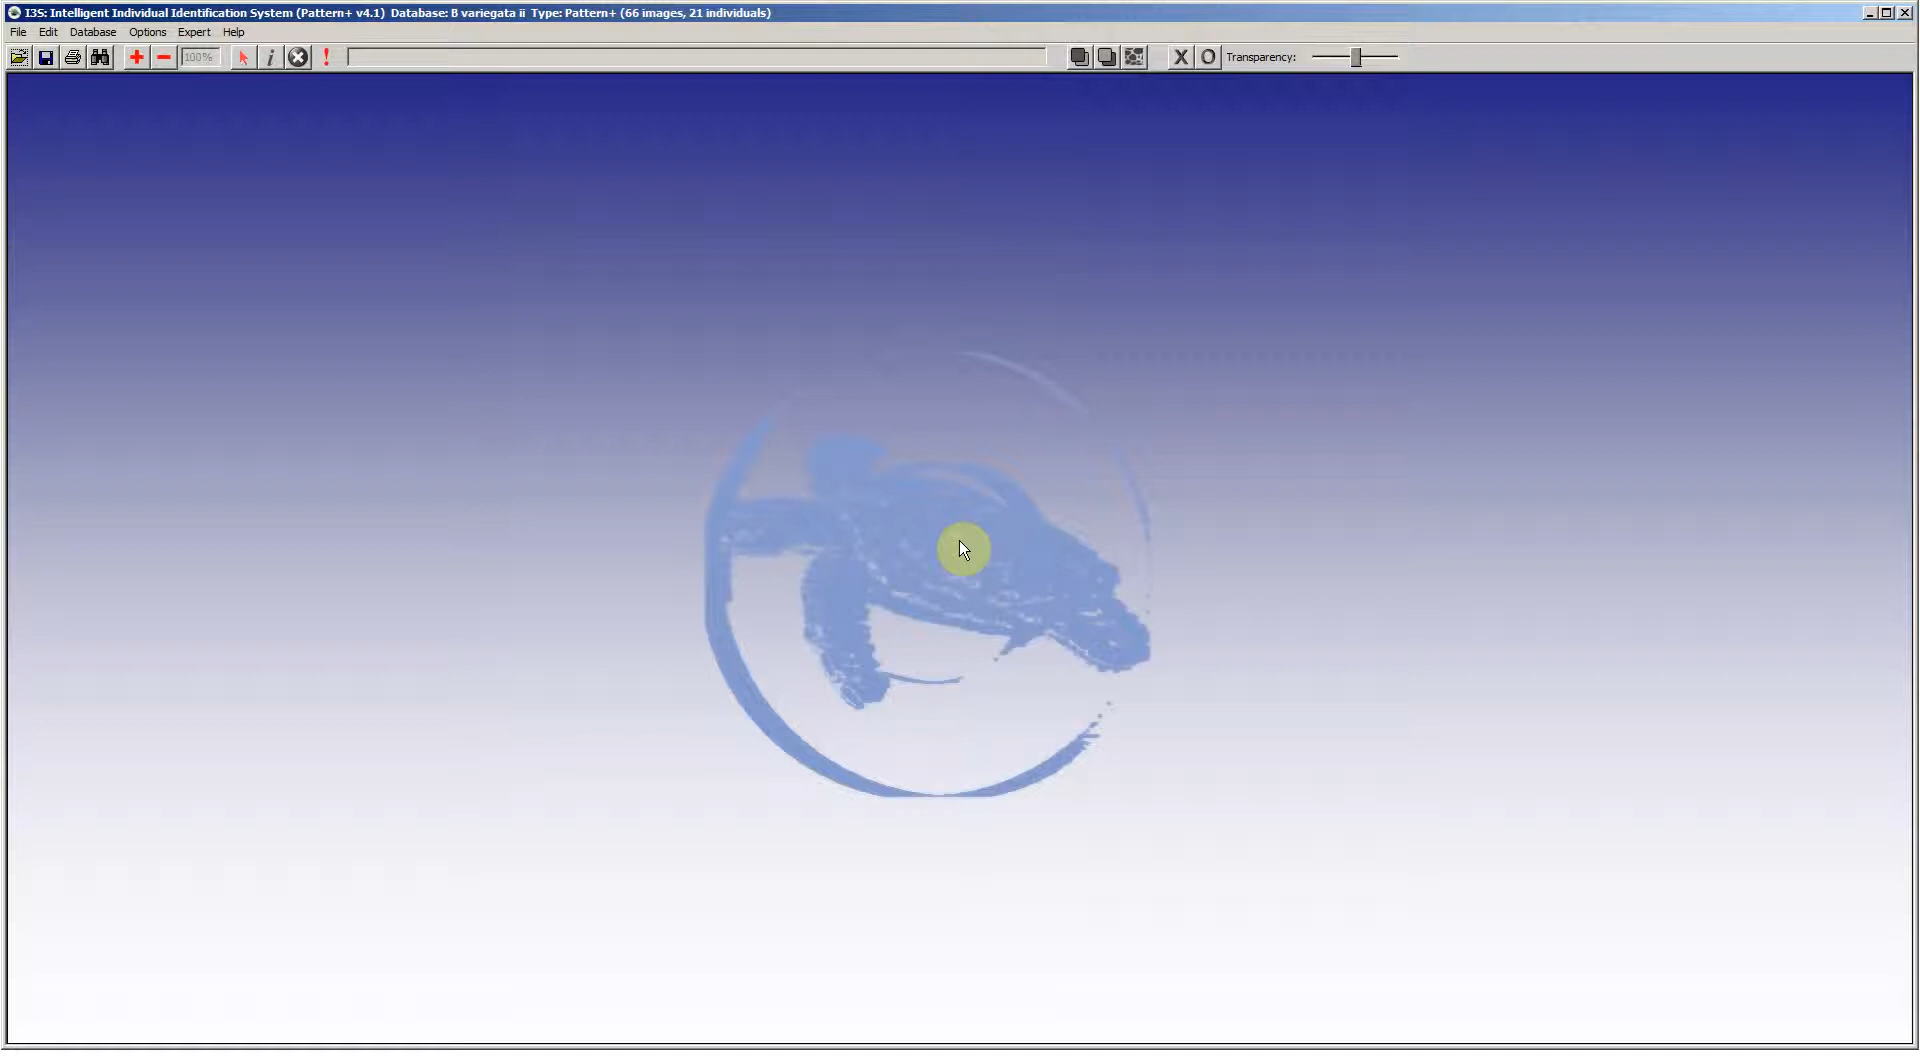 I3S: Intelligent Individual Identification System (Pattern+ v4.1) Database: B variegata ii Type: Pattern+ (66 images, 21 individuals)
File Edit Database Options Expert Help
100% i ! X O Transparency: